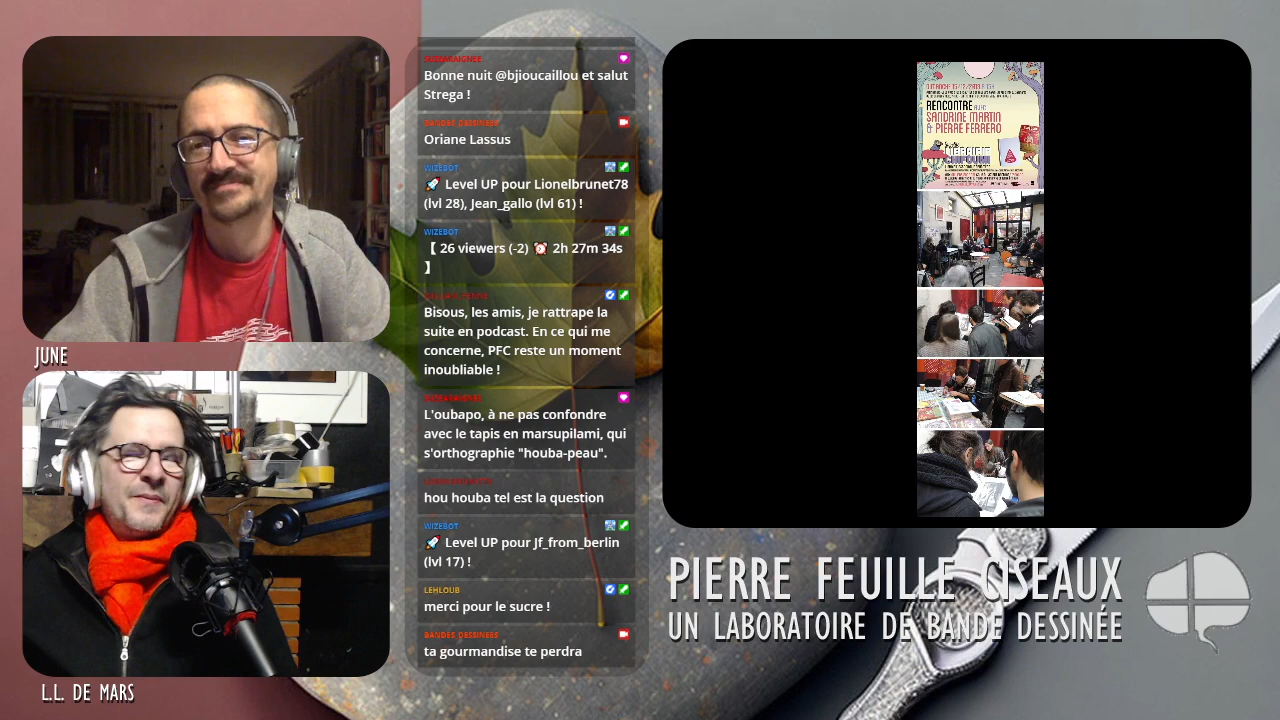 JUNE
L.L. DE MARS
Bonne nuit @bjioucaillou et salut
Strega !
BANDES DESSINEES
Oriane Lassus
WIZEBOT
🚀 Level UP pour Lionelbrunet78
(lvl 28), Jean_gallo (lvl 61) !
WIZEBOT
【 26 viewers (-2) ⏰ 2h 27m 34s
】
Bisous, les amis, je rattrape la
suite en podcast. En ce qui me
concerne, PFC reste un moment
inoubliable !
L'oubapo, à ne pas confondre
avec le tapis en marsupilami, qui
s'orthographie "houba-peau".
hou houba tel est la question
WIZEBOT
🚀 Level UP pour Jf_from_berlin
(lvl 17) !
LEHLOUB
merci pour le sucre !
BANDES DESSINEES
ta gourmandise te perdra
RENCONTRE
SANDRINE MARTIN
& PIERRE FERRERO
PIERRE FEUILLE CISEAUX
UN LABORATOIRE DE BANDE DESSINÉE